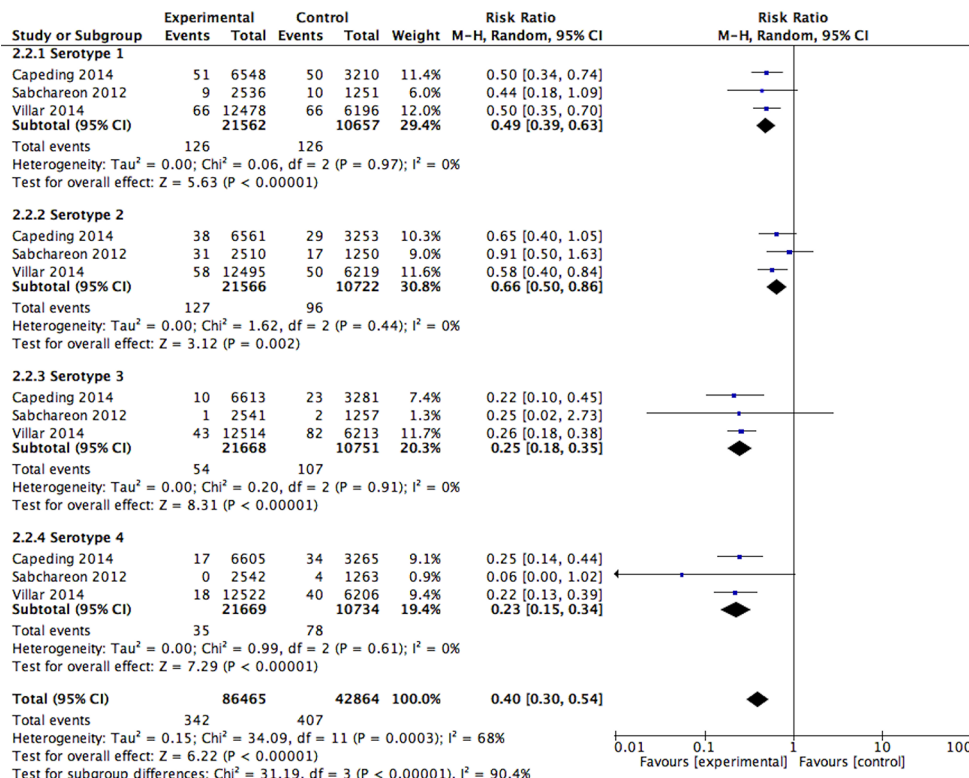 Experimental Control Risk Ratio Risk Ratio
Study or Subgroup Events Total Events Total Weight M-H, Random, 95% CI M-H, Random, 95% CI
2.2.1 Serotype 1
Capeding 2014 51 6548 50 3210 11.4% 0.50 [0.34, 0.74]
Sabchareon 2012 9 2536 10 1251 6.0% 0.44 [0.18, 1.09]
Villar 2014 66 12478 66 6196 12.0% 0.50 [0.35, 0.70]
Subtotal (95% CI) 21562 10657 29.4% 0.49 [0.39, 0.63]
Total events 126 126
Heterogeneity: Tau² = 0.00; Chi² = 0.06, df = 2 (P = 0.97); I² = 0%
Test for overall effect: Z = 5.63 (P < 0.00001)
2.2.2 Serotype 2
Capeding 2014 38 6561 29 3253 10.3% 0.65 [0.40, 1.05]
Sabchareon 2012 31 2510 17 1250 9.0% 0.91 [0.50, 1.63]
Villar 2014 58 12495 50 6219 11.6% 0.58 [0.40, 0.84]
Subtotal (95% CI) 21566 10722 30.8% 0.66 [0.50, 0.86]
Total events 127 96
Heterogeneity: Tau² = 0.00; Chi² = 1.62, df = 2 (P = 0.44); I² = 0%
Test for overall effect: Z = 3.12 (P = 0.002)
2.2.3 Serotype 3
Capeding 2014 10 6613 23 3281 7.4% 0.22 [0.10, 0.45]
Sabchareon 2012 1 2541 2 1257 1.3% 0.25 [0.02, 2.73]
Villar 2014 43 12514 82 6213 11.7% 0.26 [0.18, 0.38]
Subtotal (95% CI) 21668 10751 20.3% 0.25 [0.18, 0.35]
Total events 54 107
Heterogeneity: Tau² = 0.00; Chi² = 0.20, df = 2 (P = 0.91); I² = 0%
Test for overall effect: Z = 8.31 (P < 0.00001)
2.2.4 Serotype 4
Capeding 2014 17 6605 34 3265 9.1% 0.25 [0.14, 0.44]
Sabchareon 2012 0 2542 4 1263 0.9% 0.06 [0.00, 1.02]
Villar 2014 18 12522 40 6206 9.4% 0.22 [0.13, 0.39]
Subtotal (95% CI) 21669 10734 19.4% 0.23 [0.15, 0.34]
Total events 35 78
Heterogeneity: Tau² = 0.00; Chi² = 0.99, df = 2 (P = 0.61); I² = 0%
Test for overall effect: Z = 7.29 (P < 0.00001)
Total (95% CI) 86465 42864 100.0% 0.40 [0.30, 0.54]
Total events 342 407
Heterogeneity: Tau² = 0.15; Chi² = 34.09, df = 11 (P = 0.0003); I² = 68%
Test for overall effect: Z = 6.22 (P < 0.00001)
Test for subgroup differences: Chi² = 31.19, df = 3 (P < 0.00001), I² = 90.4%
0.01 0.1 1 10 100
Favours [experimental] Favours [control]